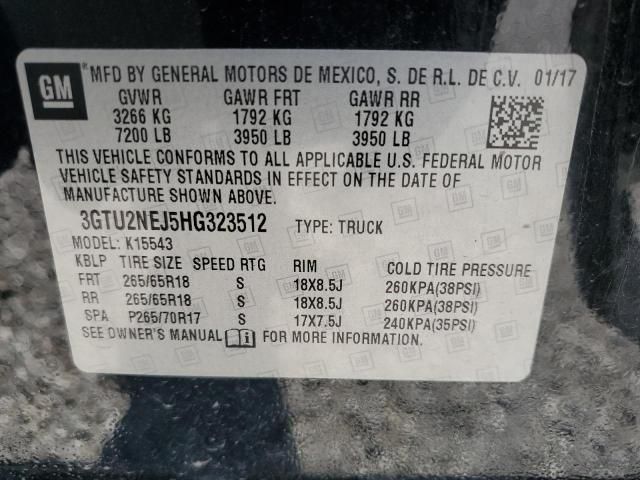 GM
MFD BY GENERAL MOTORS DE MEXICO, S. DE R.L. DE C.V. 01/17
GVWR GAWR FRT GAWR RR
3266 KG 1792 KG 1792 KG
7200 LB 3950 LB 3950 LB
THIS VEHICLE CONFORMS TO ALL APPLICABLE U.S. FEDERAL MOTOR
VEHICLE SAFETY STANDARDS IN EFFECT ON THE DATE OF
MANUFACTURE SHOWN ABOVE.
3GTU2NEJ5HG323512 TYPE: TRUCK
MODEL: K15543
KBLP TIRE SIZE SPEED RTG RIM COLD TIRE PRESSURE
FRT 265/65R18 S 18X8.5J 260KPA(38PSI)
RR 265/65R18 S 18X8.5J 260KPA(38PSI)
SPA P265/70R17 S 17X7.5J 240KPA(35PSI)
SEE OWNER'S MANUAL FOR MORE INFORMATION.